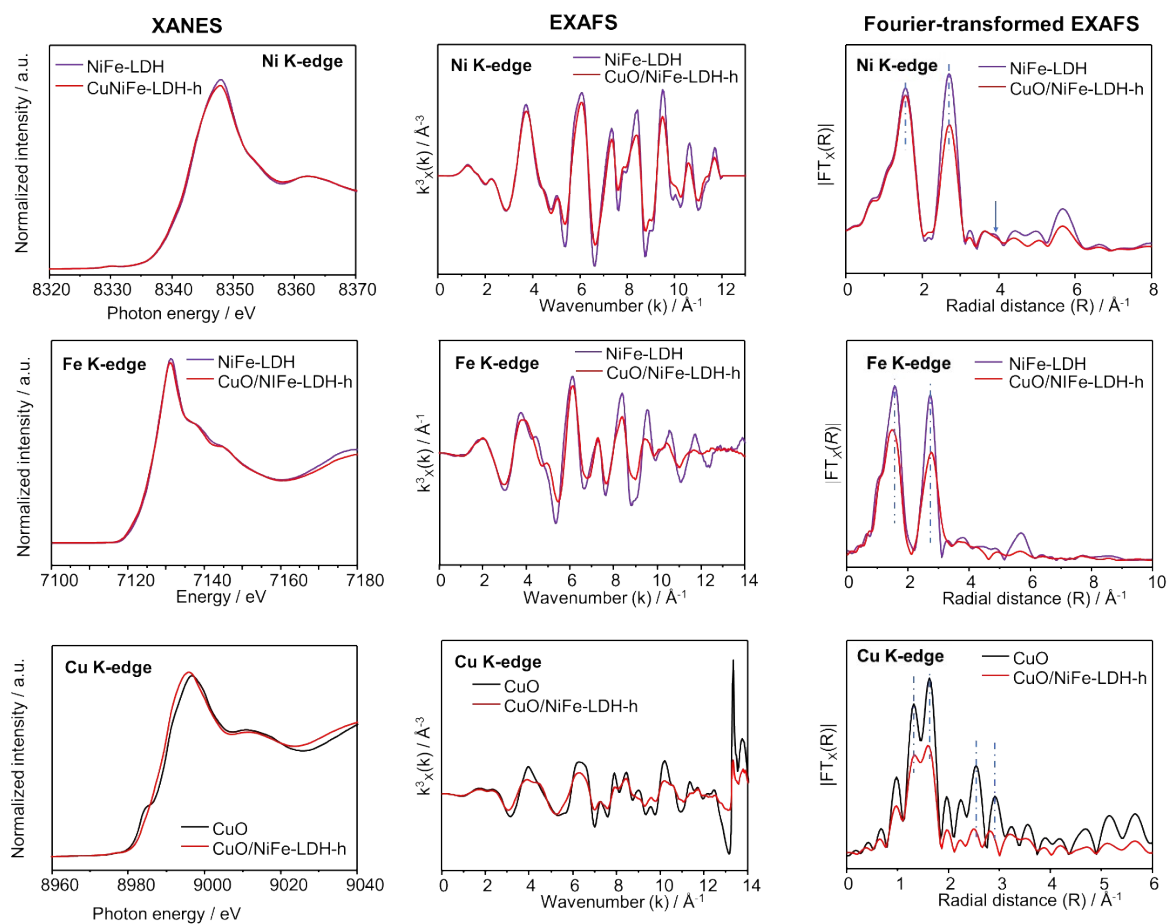 XANES
EXAFS
Fourier-transformed EXAFS
Normalized intensity / a.u.
NiFe-LDH
CuNiFe-LDH-h
Ni K-edge
8320 8330 8340 8350 8360 8370
Photon energy / eV
k³χ(k) / Å⁻³
Ni K-edge
NiFe-LDH
CuO/NiFe-LDH-h
0 2 4 6 8 10 12
Wavenumber (k) / Å⁻¹
|FTχ(R)|
Ni K-edge
NiFe-LDH
CuO/NiFe-LDH-h
0 2 4 6 8
Radial distance (R) / Å⁻¹
Normalized intensity / a.u.
Fe K-edge
NiFe-LDH
CuO/NIFe-LDH-h
7100 7120 7140 7160 7180
Energy / eV
k³χ(k) / Å⁻¹
Fe K-edge
NiFe-LDH
CuO/NiFe-LDH-h
0 2 4 6 8 10 12 14
Wavenumber (k) / Å⁻¹
|FTχ(R)|
Fe K-edge
NiFe-LDH
CuO/NIFe-LDH-h
0 2 4 6 8 10
Radial distance (R) / Å⁻¹
Normalized intensity / a.u.
Cu K-edge
CuO
CuO/NiFe-LDH-h
8960 8980 9000 9020 9040
Photon energy / eV
k³χ(k) / Å⁻³
Cu K-edge
CuO
CuO/NiFe-LDH-h
0 2 4 6 8 10 12 14
Wavenumber (k) / Å⁻¹
|FTχ(R)|
Cu K-edge
CuO
CuO/NiFe-LDH-h
0 1 2 3 4 5 6
Radial distance (R) / Å⁻¹